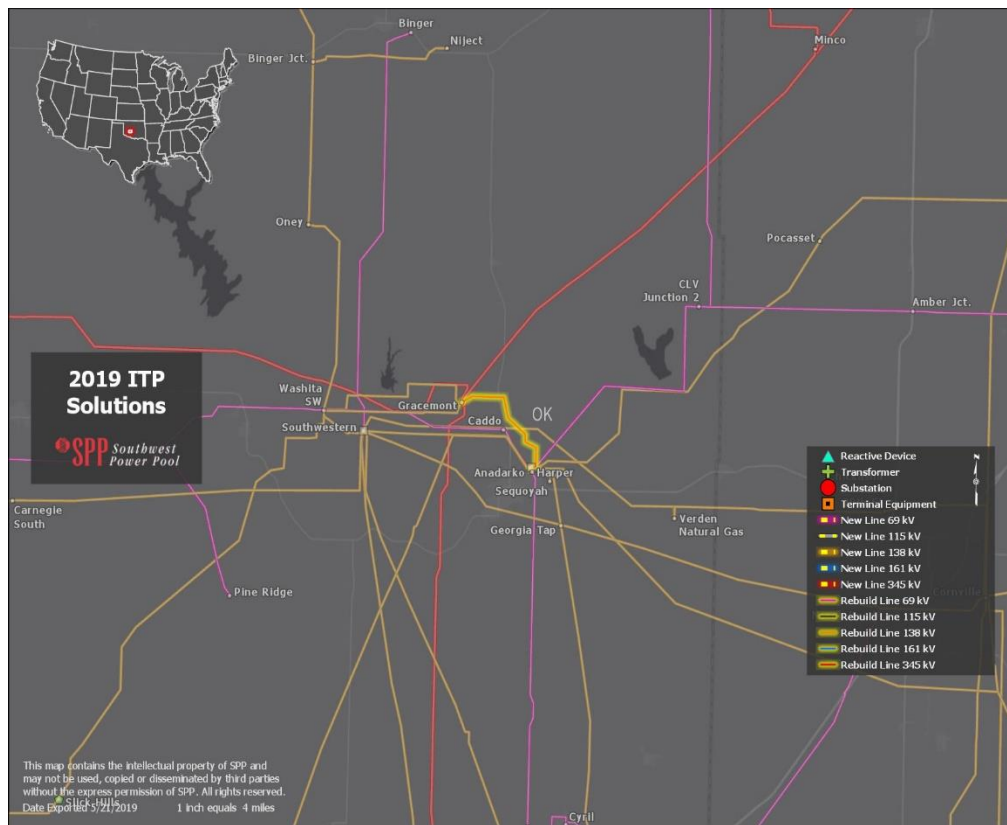 Binger
Niject
Binger Jct.
Minco
Oney
Pocasset
CLV
Junction 2
Amber Jct.
2019 ITP
Solutions
SPP Southwest
Power Pool
Washita
SW
Gracemont
OK
Caddo
Southwestern
Anadarko
Harper
Sequoyah
Carnegie
South
Georgia Tap
Verden
Natural Gas
Pine Ridge
Cornville
Reactive Device
N
Transformer
Substation
Terminal Equipment
New Line 69 kV
New Line 115 kV
New Line 138 kV
New Line 161 kV
New Line 345 kV
Rebuild Line 69 kV
Rebuild Line 115 kV
Rebuild Line 138 kV
Rebuild Line 161 kV
Rebuild Line 345 kV
This map contains the intellectual property of SPP and
may not be used, copied or disseminated by third parties
without the express permission of SPP. All rights reserved.
Slick Hills
Date Exported 5/21/2019 1 inch equals 4 miles
Cyril